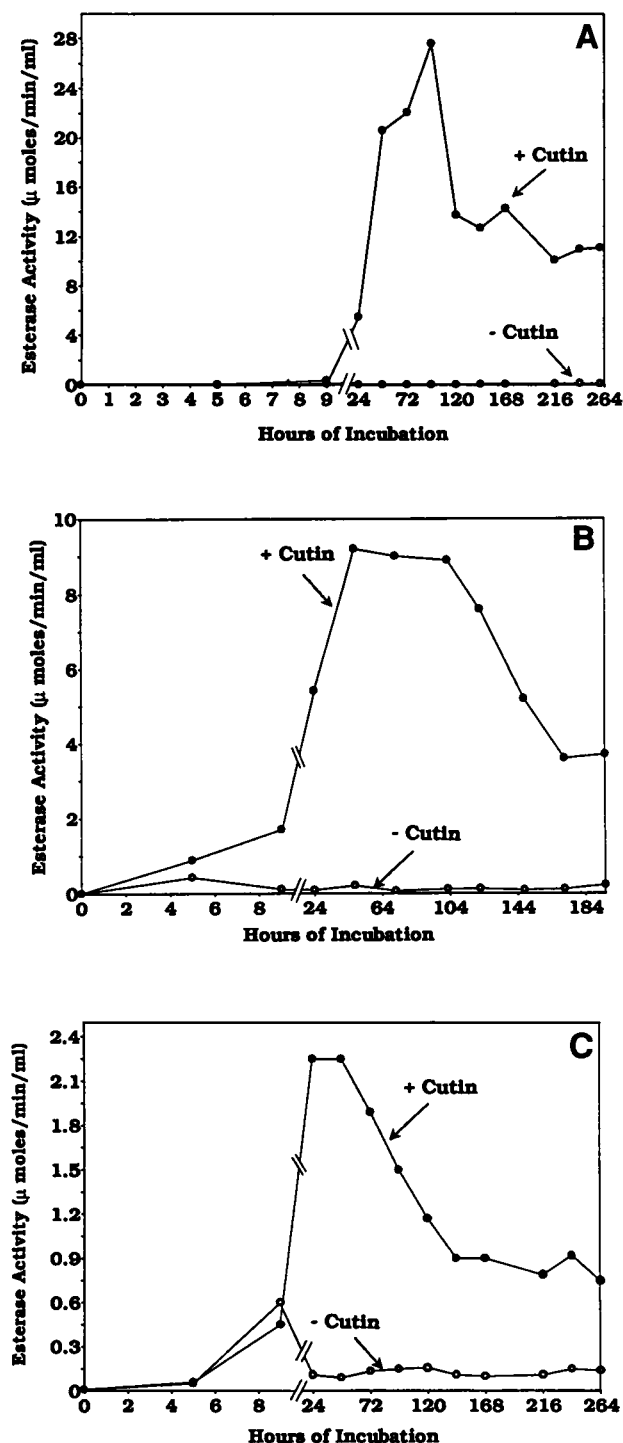 A
28
24
20
16
12
8
4
0
Esterase Activity (μ moles/min/ml)
+ Cutin
- Cutin
0 1 2 3 4 5 6 7 8 9 24 72 120 168 216 264
Hours of Incubation
B
10
8
6
4
2
0
Esterase Activity (μ moles/min/ml)
+ Cutin
- Cutin
0 2 4 6 8 24 64 104 144 184
Hours of Incubation
C
2.4
2.1
1.8
1.5
1.2
0.9
0.6
0.3
0
Esterase Activity (μ moles/min/ml)
+ Cutin
- Cutin
0 2 4 6 8 24 72 120 168 216 264
Hours of Incubation